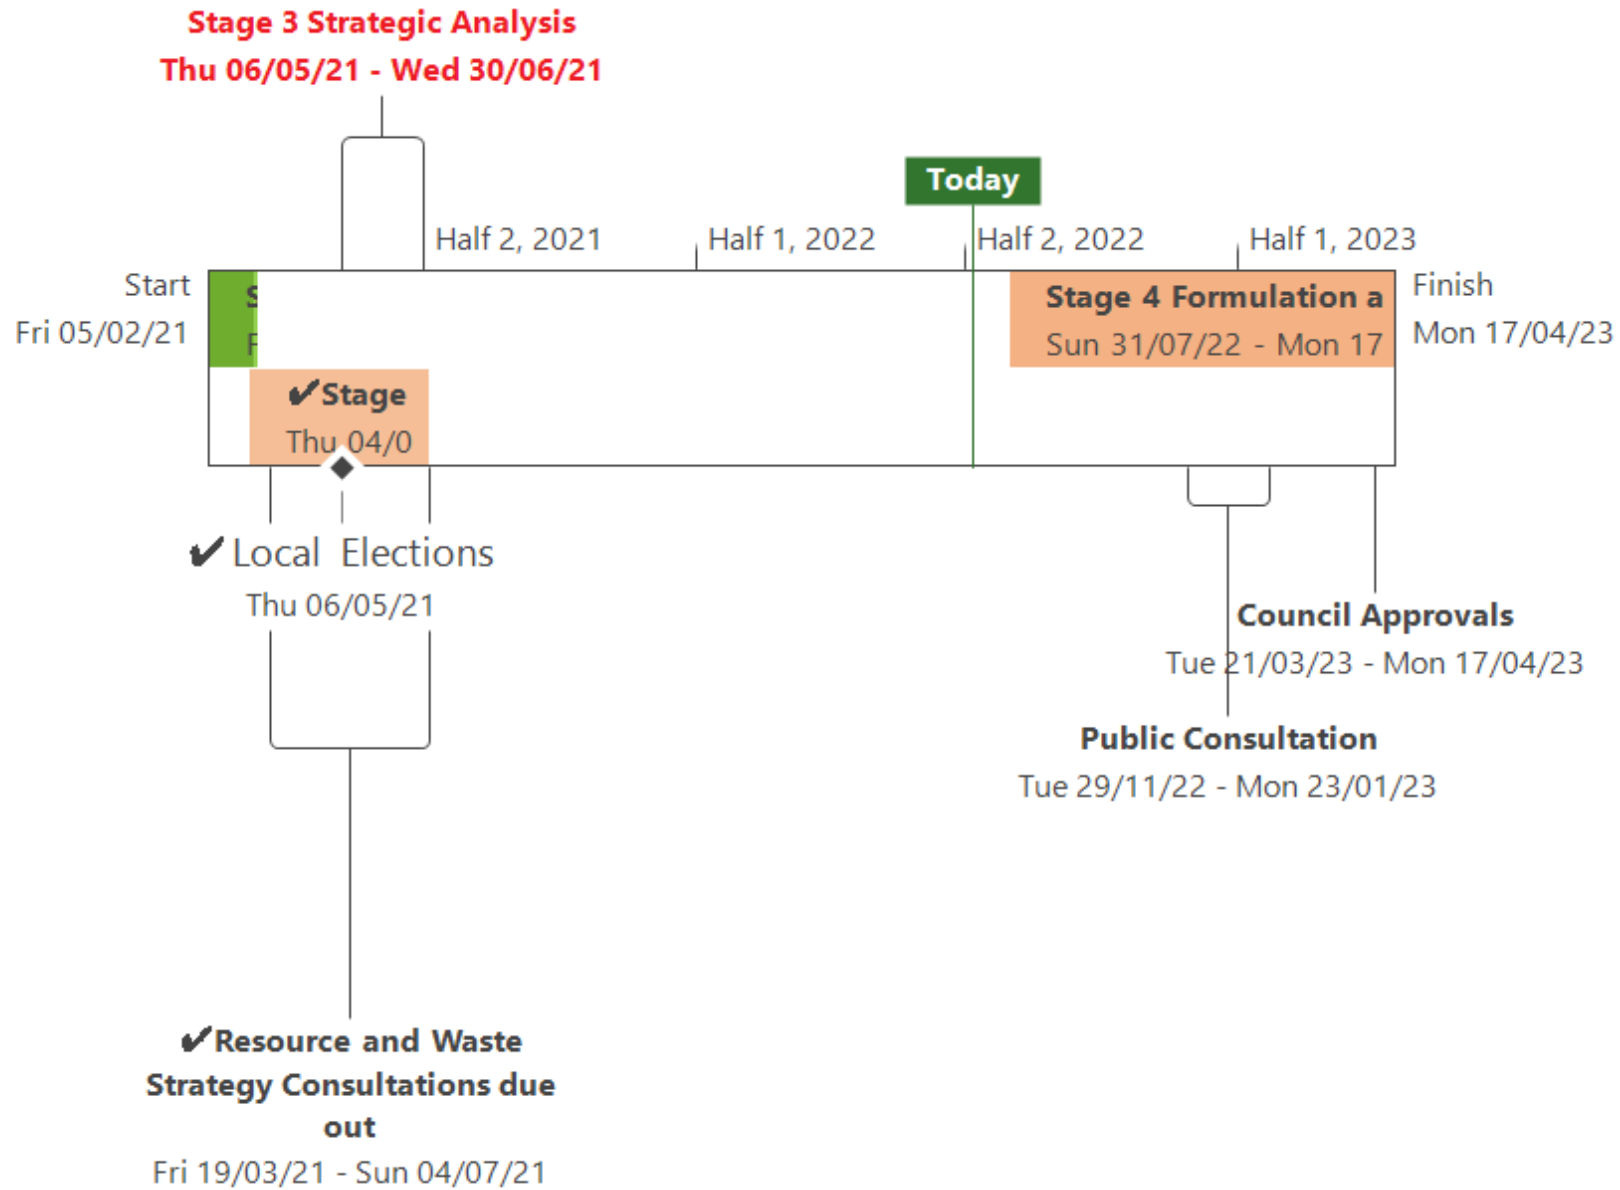 Stage 3 Strategic Analysis
Thu 06/05/21 - Wed 30/06/21
Today
Half 2, 2021
Half 1, 2022
Half 2, 2022
Half 1, 2023
Start
Fri 05/02/21
Stage 4 Formulation a
Sun 31/07/22 - Mon 17
Finish
Mon 17/04/23
✔Stage
Thu 04/0
✔Local Elections
Thu 06/05/21
Council Approvals
Tue 21/03/23 - Mon 17/04/23
Public Consultation
Tue 29/11/22 - Mon 23/01/23
✔Resource and Waste
Strategy Consultations due
out
Fri 19/03/21 - Sun 04/07/21